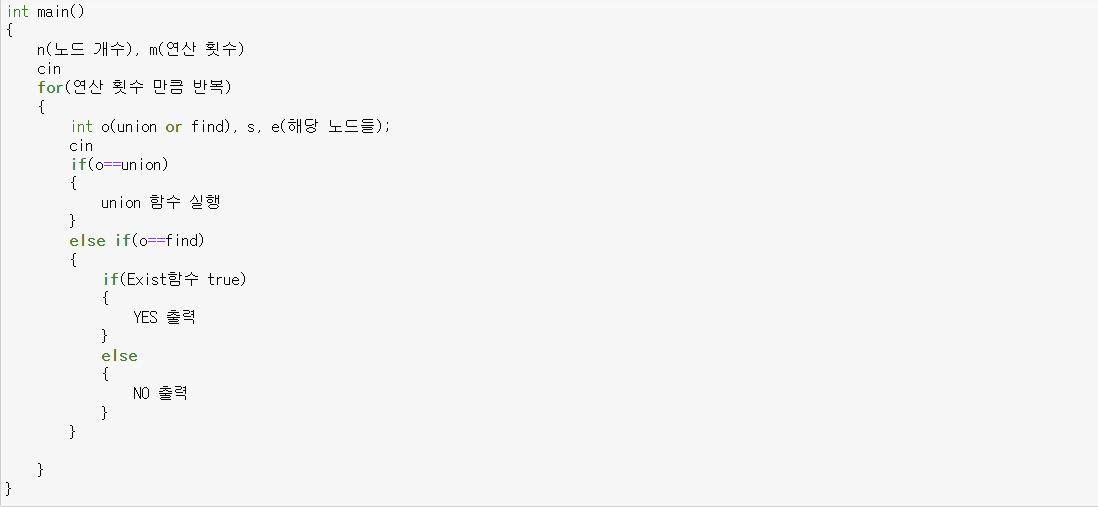 int main()
{
    n(노드 개수), m(연산 횟수)
    cin
    for(연산 횟수 만큼 반복)
    {
        int o(union or find), s, e(해당 노드들);
        cin
        if(o==union)
        {
            union 함수 실행
        }
        else if(o==find)
        {
            if(Exist함수 true)
            {
                YES 출력
            }
            else
            {
                NO 출력
            }
        }

    }
}